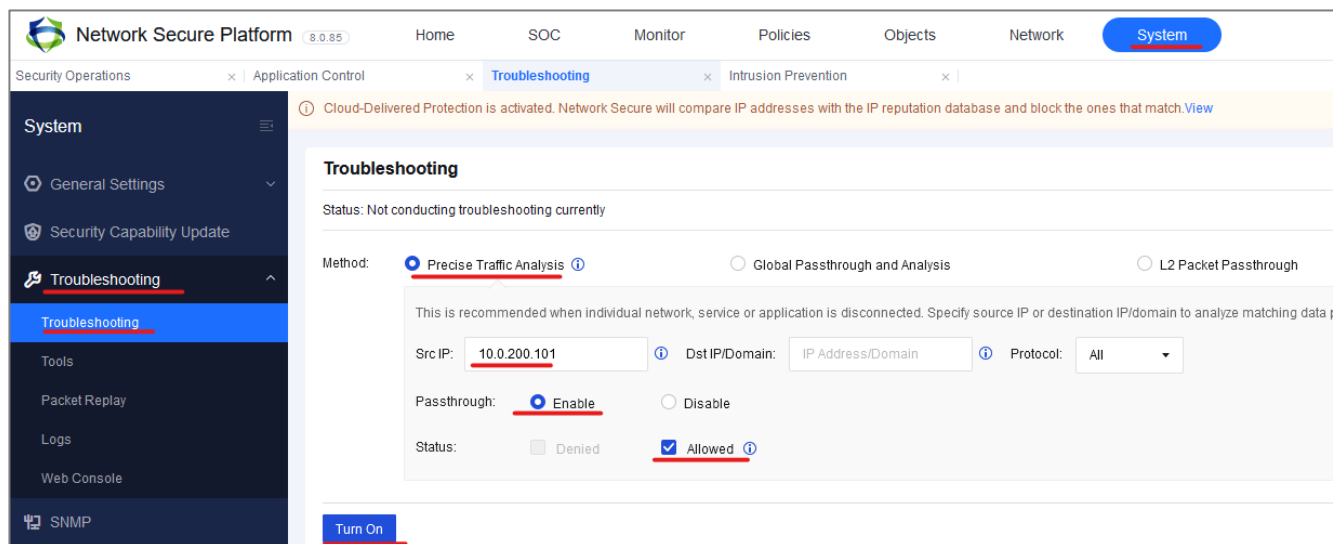 Network Secure Platform 8.0.85 Home SOC Monitor Policies Objects Network System
Security Operations × Application Control × Troubleshooting × Intrusion Prevention ×
System
Cloud-Delivered Protection is activated. Network Secure will compare IP addresses with the IP reputation database and block the ones that match.View
General Settings
Security Capability Update
Troubleshooting
Troubleshooting
Tools
Packet Replay
Logs
Web Console
SNMP
Troubleshooting
Status: Not conducting troubleshooting currently
Method: Precise Traffic Analysis Global Passthrough and Analysis L2 Packet Passthrough
This is recommended when individual network, service or application is disconnected. Specify source IP or destination IP/domain to analyze matching data
Src IP: 10.0.200.101 Dst IP/Domain: IP Address/Domain Protocol: All
Passthrough: Enable Disable
Status: Denied Allowed
Turn On